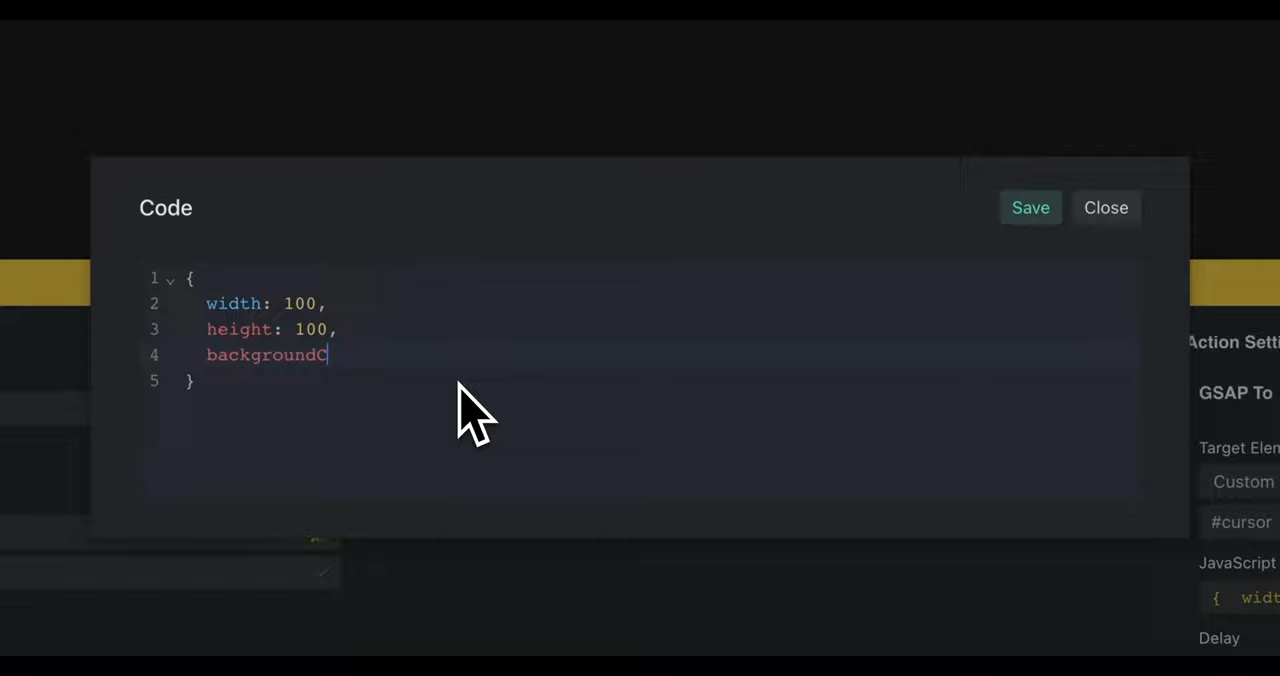 Code
Save
Close
1 {
2 width: 100,
3 height: 100,
4 backgroundC
5 }
Action Setti
GSAP To
Target Elem
Custom
#cursor
JavaScript
{ widt
Delay